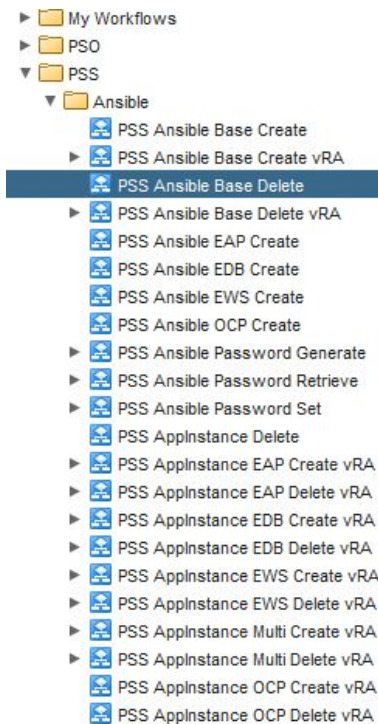 My Workflows
PSO
PSS
Ansible
PSS Ansible Base Create
PSS Ansible Base Create vRA
PSS Ansible Base Delete
PSS Ansible Base Delete vRA
PSS Ansible EAP Create
PSS Ansible EDB Create
PSS Ansible EWS Create
PSS Ansible OCP Create
PSS Ansible Password Generate
PSS Ansible Password Retrieve
PSS Ansible Password Set
PSS AppInstance Delete
PSS AppInstance EAP Create vRA
PSS AppInstance EAP Delete vRA
PSS AppInstance EDB Create vRA
PSS AppInstance EDB Delete vRA
PSS AppInstance EWS Create vRA
PSS AppInstance EWS Delete vRA
PSS AppInstance Multi Create vRA
PSS AppInstance Multi Delete vRA
PSS AppInstance OCP Create vRA
PSS AppInstance OCP Delete vRA